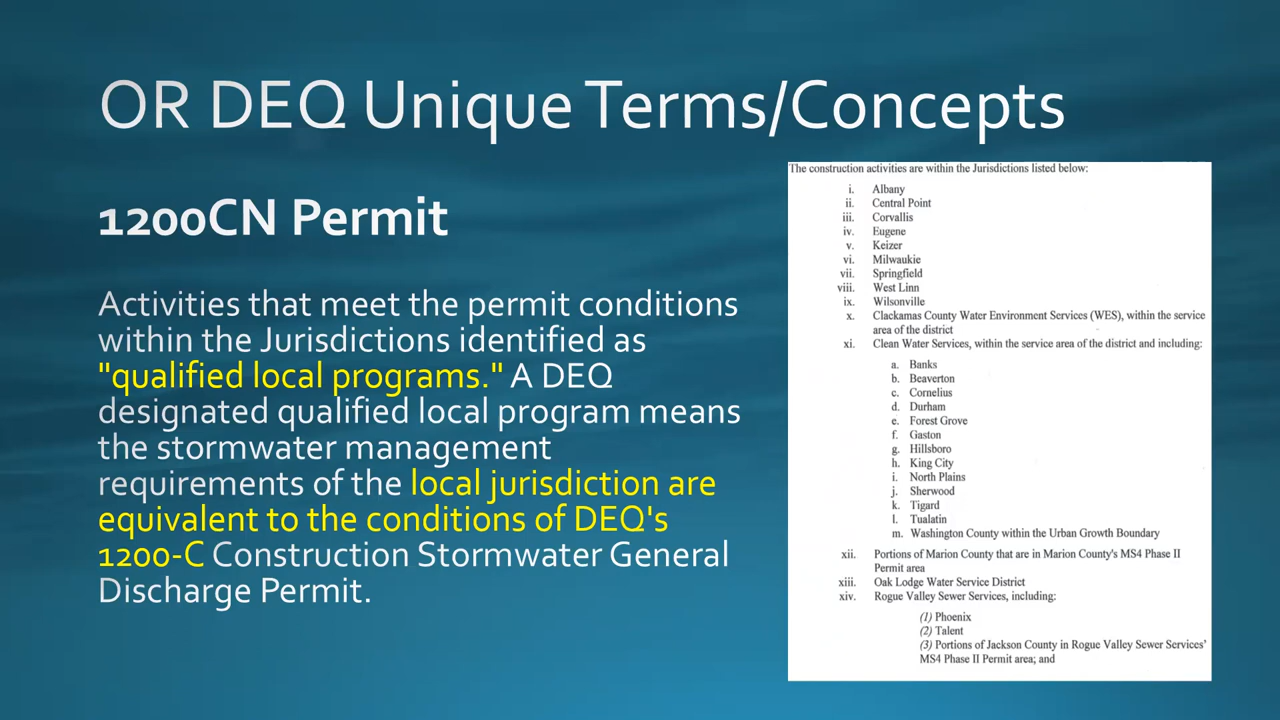 OR DEQ Unique Terms/Concepts
1200CN Permit
Activities that meet the permit conditions
within the Jurisdictions identified as
"qualified local programs." A DEQ
designated qualified local program means
the stormwater management
requirements of the local jurisdiction are
equivalent to the conditions of DEQ's
1200-C Construction Stormwater General
Discharge Permit.
The construction activities are within the Jurisdictions listed below:
i. Albany
ii. Central Point
iii. Corvallis
iv. Eugene
v. Keizer
vi. Milwaukie
vii. Springfield
viii. West Linn
ix. Wilsonville
x. Clackamas County Water Environment Services (WES), within the service
area of the district
xi. Clean Water Services, within the service area of the district and including:
a. Banks
b. Beaverton
c. Cornelius
d. Durham
e. Forest Grove
f. Gaston
g. Hillsboro
h. King City
i. North Plains
j. Sherwood
k. Tigard
l. Tualatin
m. Washington County within the Urban Growth Boundary
xii. Portions of Marion County that are in Marion County's MS4 Phase II
Permit area
xiii. Oak Lodge Water Service District
xiv. Rogue Valley Sewer Services, including:
(1) Phoenix
(2) Talent
(3) Portions of Jackson County in Rogue Valley Sewer Services'
MS4 Phase II Permit area; and